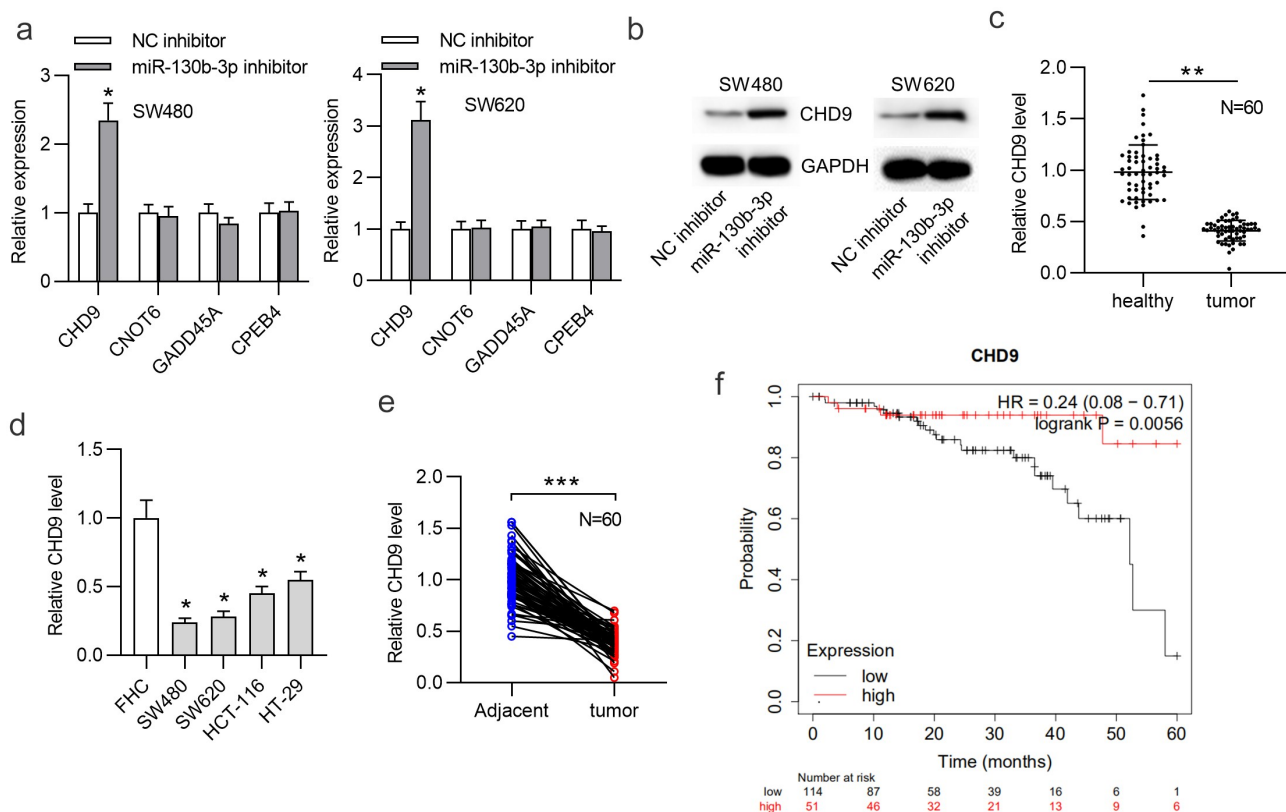 a
NC inhibitor
miR-130b-3p inhibitor
SW480
*
Relative expression
3
2
1
0
CHD9
CNOT6
GADD45A
CPEB4
NC inhibitor
miR-130b-3p inhibitor
SW620
*
Relative expression
4
3
2
1
0
CHD9
CNOT6
GADD45A
CPEB4
b
SW480
SW620
CHD9
GAPDH
NC inhibitor
miR-130b-3p
inhibitor
NC inhibitor
miR-130b-3p
inhibitor
c
**
N=60
Relative CHD9 level
2.0
1.5
1.0
0.5
0.0
healthy
tumor
d
Relative CHD9 level
1.5
1.0
0.5
0.0
*
*
*
*
FHC
SW480
SW620
HCT-116
HT-29
e
***
N=60
Relative CHD9 level
2.0
1.5
1.0
0.5
0.0
Adjacent
tumor
f
CHD9
HR = 0.24 (0.08 − 0.71)
logrank P = 0.0056
Probability
1.0
0.8
0.6
0.4
0.2
0.0
Expression
low
high
0 10 20 30 40 50 60
Time (months)
Number at risk
low 114 87 58 39 16 6 1
high 51 46 32 21 13 9 6